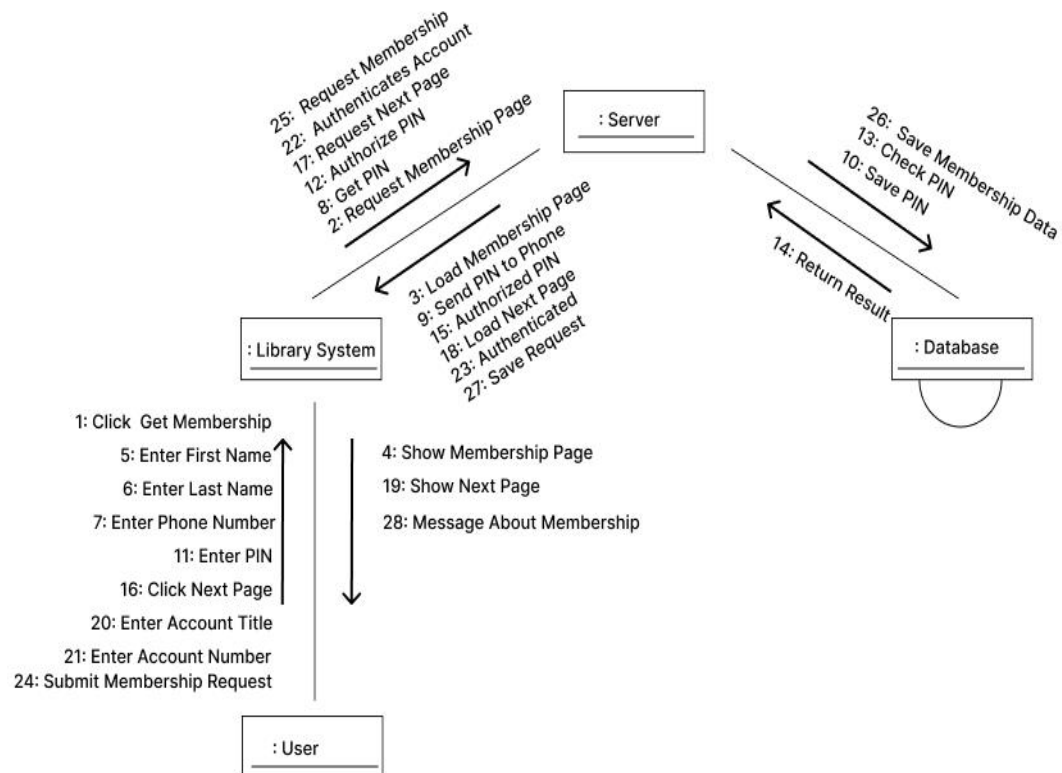 25: Request Membership
22: Authenticates Account
17: Request Next Page
12: Authorize PIN
8: Get PIN
2: Request Membership Page
: Server
26: Save Membership Data
13: Check PIN
10: Save PIN
14: Return Result
3: Load Membership Page
9: Send PIN to Phone
15: Authorized PIN
18: Load Next Page
23: Authenticated
27: Save Request
: Library System
: Database
1: Click Get Membership
5: Enter First Name
6: Enter Last Name
7: Enter Phone Number
11: Enter PIN
16: Click Next Page
20: Enter Account Title
21: Enter Account Number
24: Submit Membership Request
4: Show Membership Page
19: Show Next Page
28: Message About Membership
: User